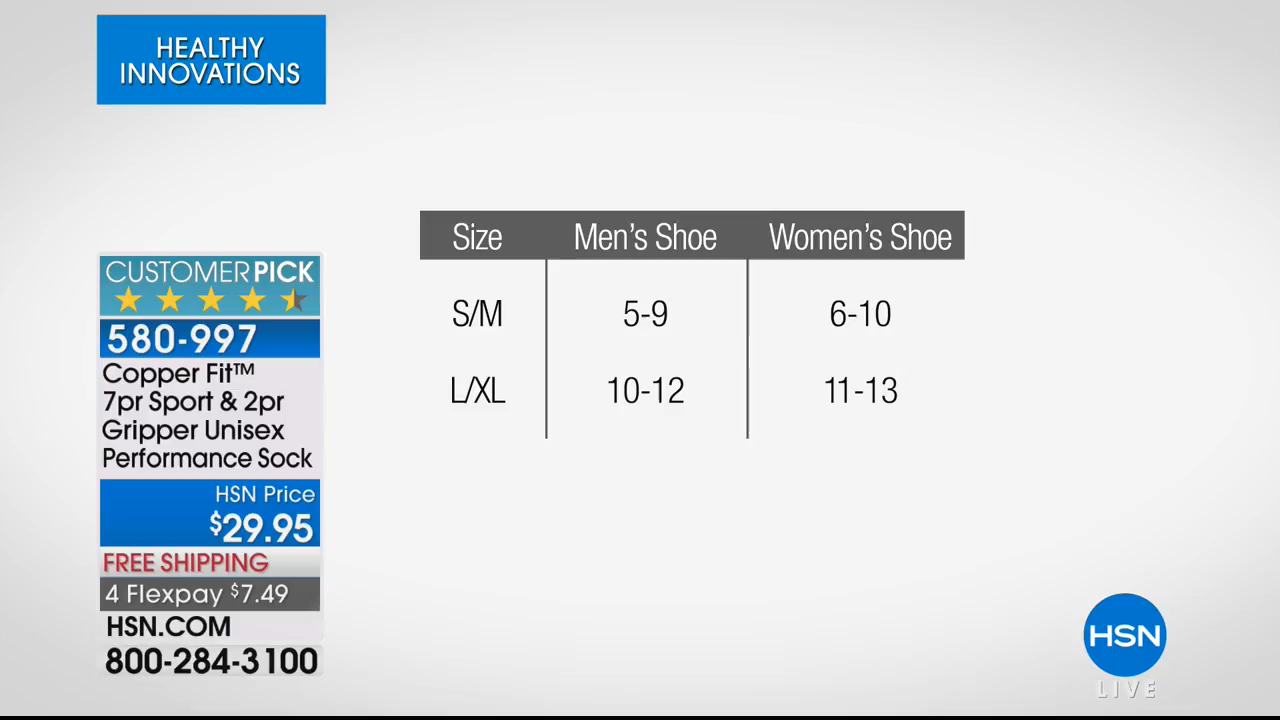 HEALTHY
INNOVATIONS
CUSTOMERPICK
580-997
Copper Fit™
7pr Sport & 2pr
Gripper Unisex
Performance Sock
HSN Price
$29.95
FREE SHIPPING
4 Flexpay $7.49
HSN.COM
800-284-3100
Size Men's Shoe Women's Shoe
S/M 5-9 6-10
L/XL 10-12 11-13
HSN
LIVE